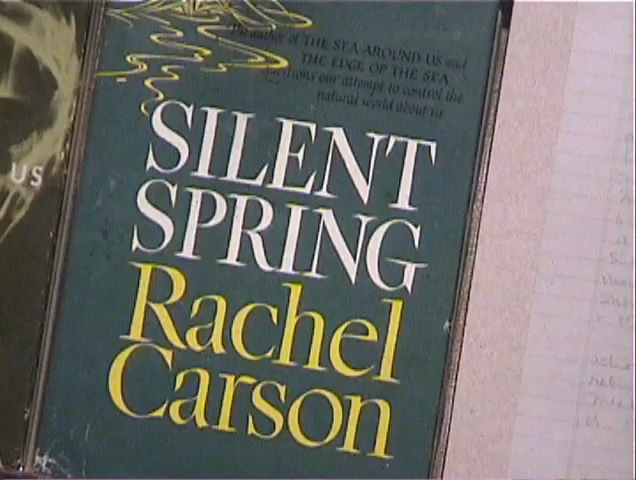 The author of THE SEA AROUND US and
THE EDGE OF THE SEA
questions our attempt to control the
natural world about us
SILENT
SPRING
Rachel
Carson
US